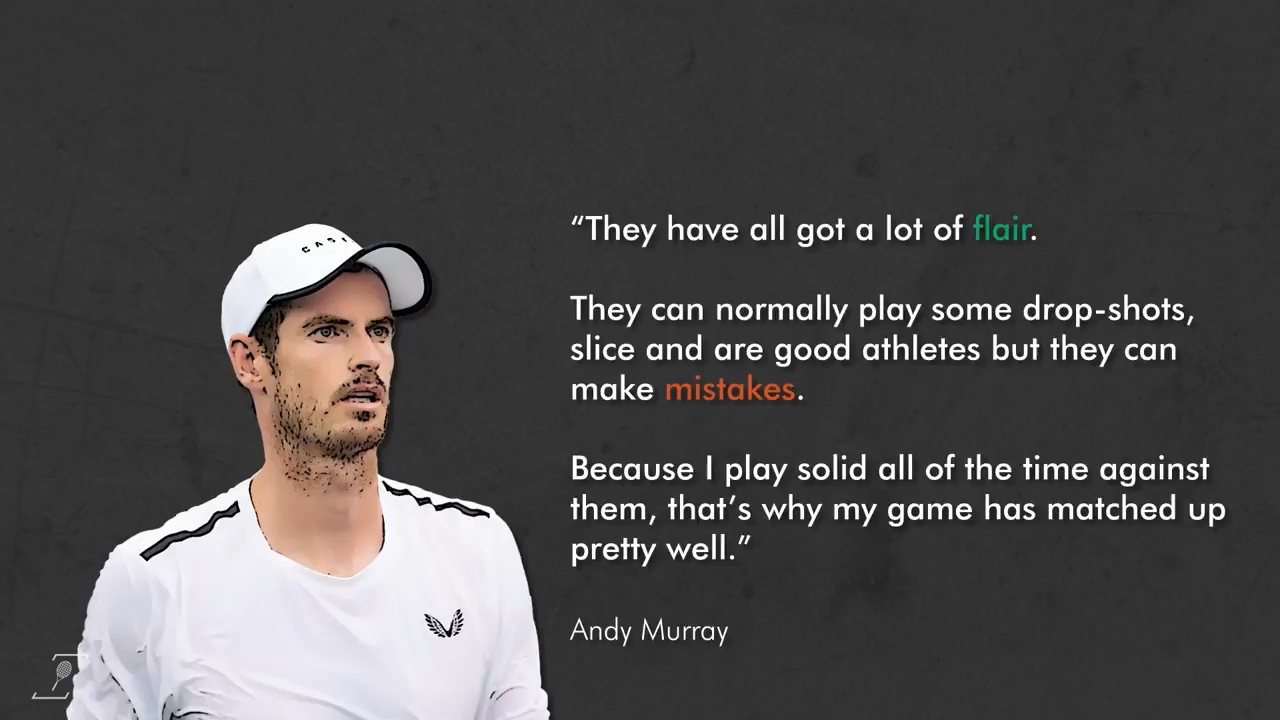 “They have all got a lot of flair.
They can normally play some drop-shots,
slice and are good athletes but they can
make mistakes.
Because I play solid all of the time against
them, that’s why my game has matched up
pretty well.”
Andy Murray